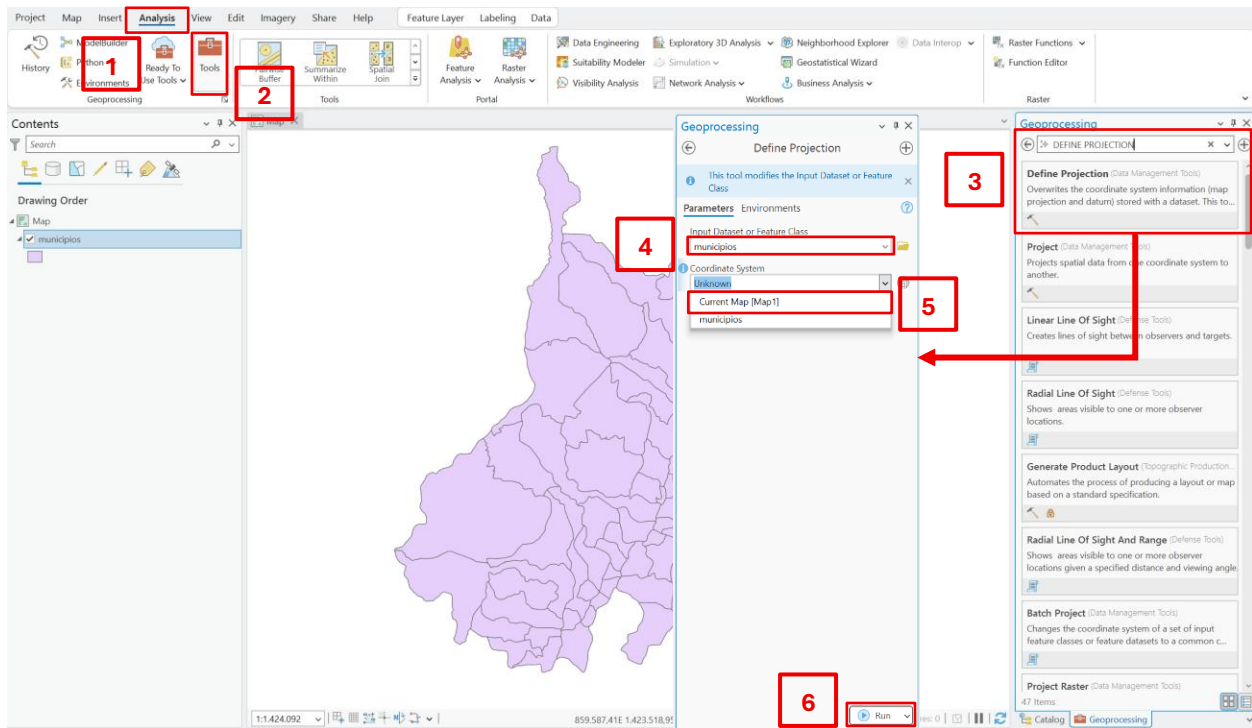 Project Map Insert Analysis View Edit Imagery Share Help Feature Layer Labeling Data
History
ModelBuilder
Python
Environments
Ready To
Use Tools
Tools
Geoprocessing
1
2
Pairwise
Buffer
Summarize
Within
Spatial
Join
Tools
Feature
Analysis
Raster
Analysis
Portal
Data Engineering Exploratory 3D Analysis Neighborhood Explorer Data Interop
Suitability Modeler Simulation Geostatistical Wizard
Visibility Analysis Network Analysis Business Analysis
Workflows
Raster Functions
Function Editor
Raster
Contents
Search
Drawing Order
Map
municipios
Map
1:1.424.092
859.587,41E 1.423.518,95
Geoprocessing
Define Projection
This tool modifies the Input Dataset or Feature
Class
Parameters Environments
4
Input Dataset or Feature Class
municipios
Coordinate System
Unknown
5
Current Map [Map1]
municipios
6
Run
3
Geoprocessing
DEFINE PROJECTION
Define Projection (Data Management Tools)
Overwrites the coordinate system information (map
projection and datum) stored with a dataset. This to...
Project (Data Management Tools)
Projects spatial data from one coordinate system to
another.
Linear Line Of Sight (Defense Tools)
Creates lines of sight between observers and targets.
Radial Line Of Sight (Defense Tools)
Shows areas visible to one or more observer
locations.
Generate Product Layout (Topographic Production...
Automates the process of producing a layout or map
based on a standard specification.
Radial Line Of Sight And Range (Defense Tools)
Shows areas visible to one or more observer
locations given a specified distance and viewing angle.
Batch Project (Data Management Tools)
Changes the coordinate system of a set of input
feature classes or feature datasets to a common c...
Project Raster (Data Management Tools)
47 Items
Catalog Geoprocessing